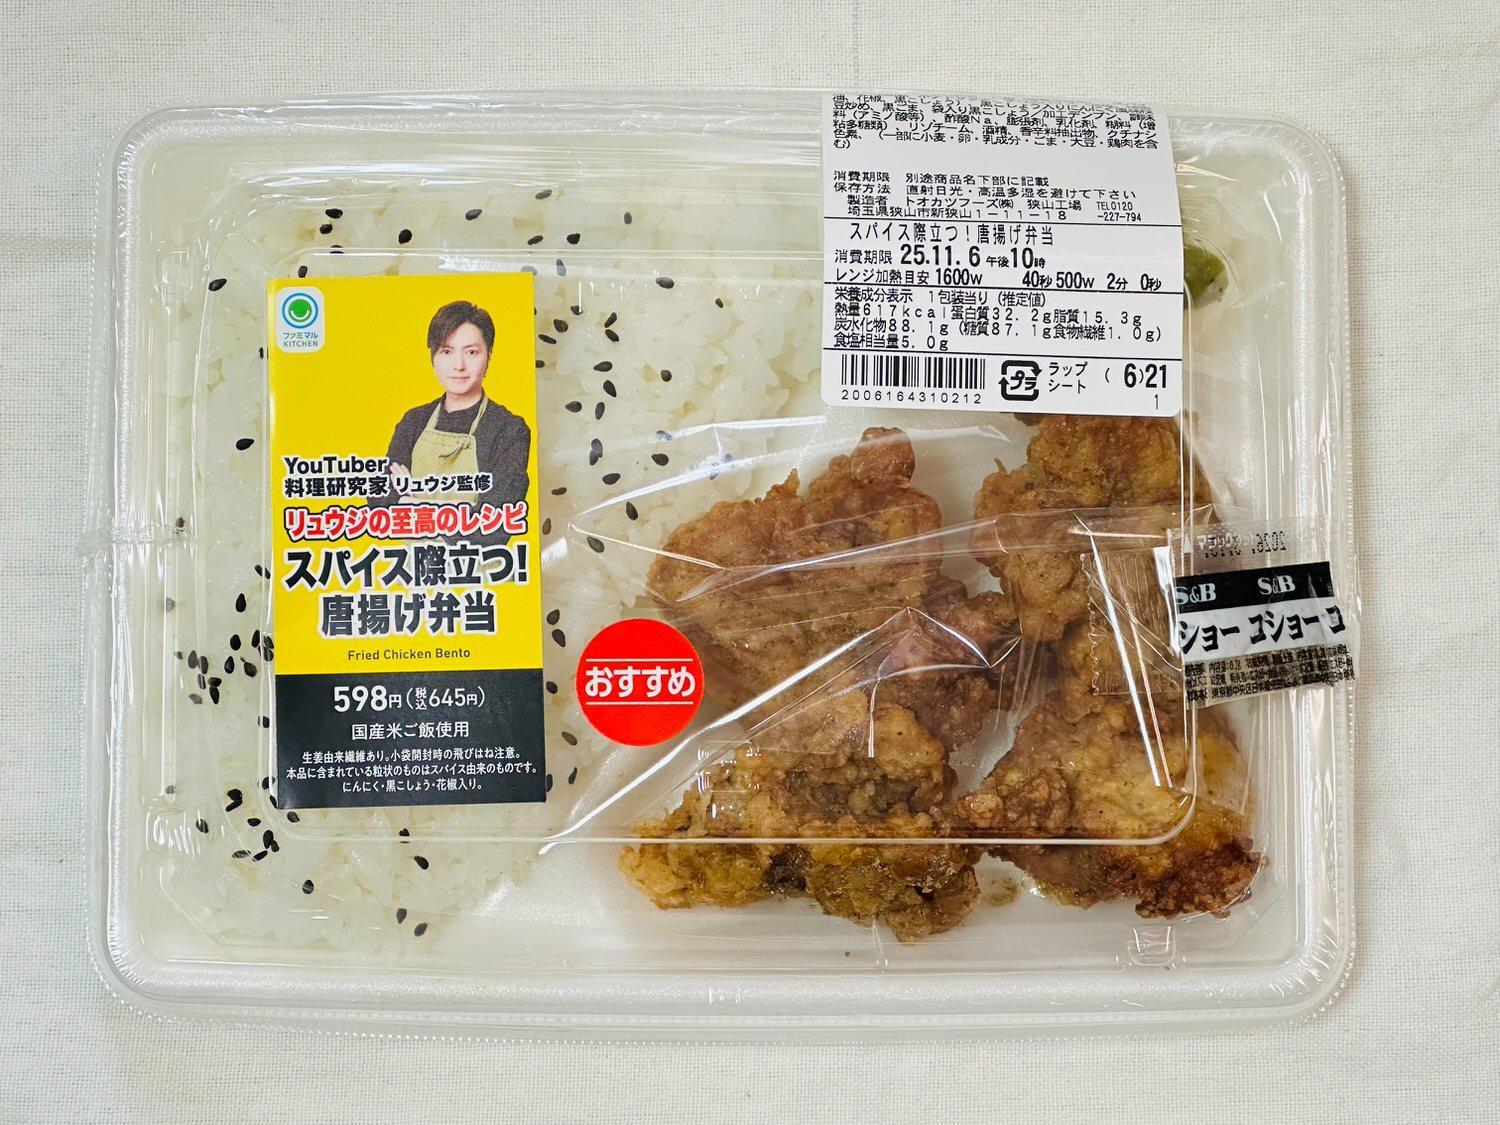 豆炒め、黒ごま、袋入り黒こしょう／加工デンプン、調味
料（アミノ酸等）、酢酸Na、膨張剤、乳化剤、糊料（増
粘多糖類）、リゾチーム、酒精、香辛料抽出物、クチナシ
色素、（一部に小麦・卵・乳成分・ごま・大豆・鶏肉を含
む）
消費期限 別途商品名下部に記載
保存方法 直射日光・高温多湿を避けて下さい
製造者 トオカツフーズ㈱ 狭山工場 TEL0120
埼玉県狭山市新狭山1－11－18 -227-794
スパイス際立つ！唐揚げ弁当
消費期限 25.11.6 午後10時
レンジ加熱目安 1600W 40秒 500W 2分 0秒
栄養成分表示 1包装当り（推定値）
熱量617kcal蛋白質32.2g脂質15.3g
炭水化物88.1g（糖質87.1g食物繊維1.0g）
食塩相当量5.0g
2006164310212
プラ
ラップ
シート
(6)21
1
ファミマル
KITCHEN
YouTuber
料理研究家 リュウジ監修
リュウジの至高のレシピ
スパイス際立つ！
唐揚げ弁当
Fried Chicken Bento
598円（税込645円）
国産米ご飯使用
生姜由来繊維あり。小袋開封時の飛びはね注意。
本品に含まれている粒状のものはスパイス由来のものです。
にんにく・黒こしょう・花椒入り。
おすすめ
S&B S&B
ショー コショー コ